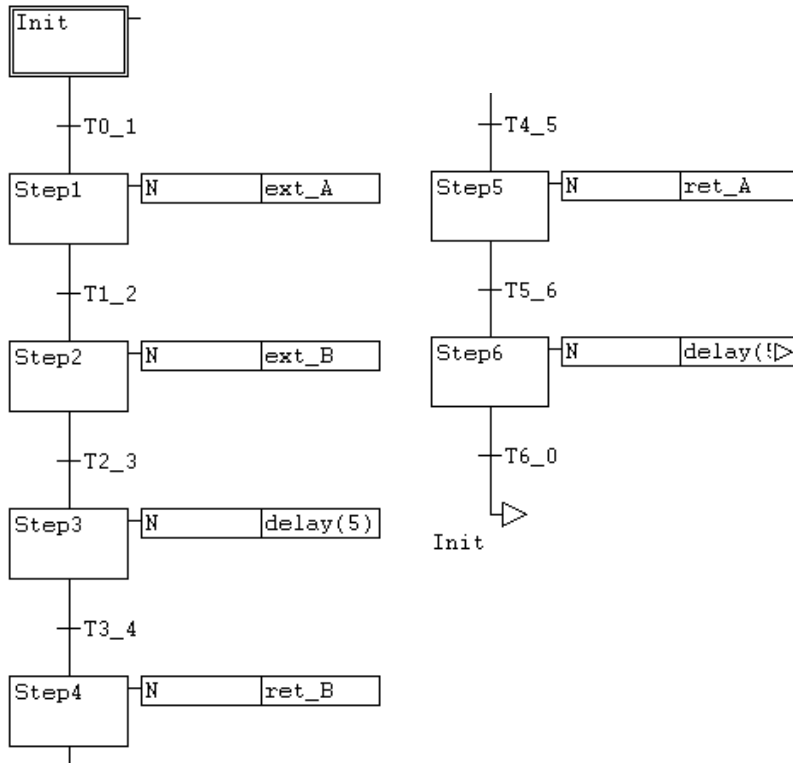 Init
T0_1
Step1 N ext_A
T1_2
Step2 N ext_B
T2_3
Step3 N delay(5)
T3_4
Step4 N ret_B
T4_5
Step5 N ret_A
T5_6
Step6 N
T6_0
Init